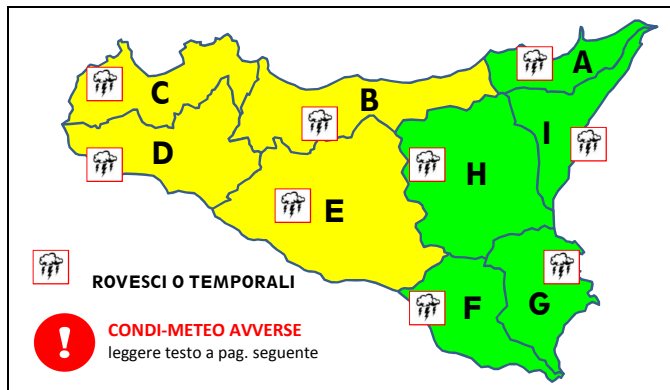 A
C
B
I
D
H
E
F
G
ROVESCI O TEMPORALI
!
CONDI-METEO AVVERSE
leggere testo a pag. seguente